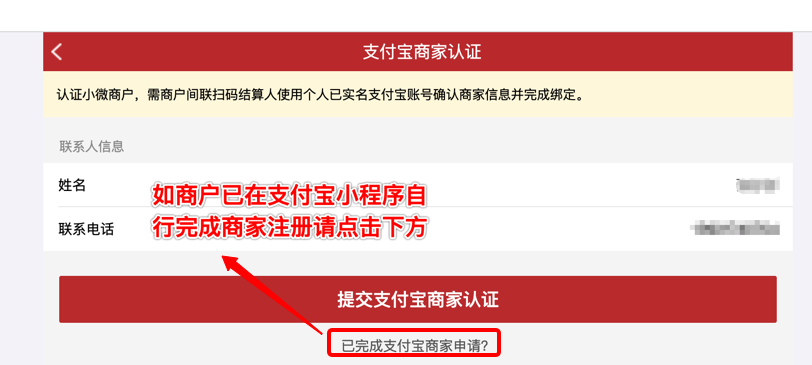 支付宝商家认证
认证小微商户，需商户间联扫码结算人使用个人已实名支付宝账号确认商家信息并完成绑定。
联系人信息
姓名
联系电话
如商户已在支付宝小程序自
行完成商家注册请点击下方
提交支付宝商家认证
已完成支付宝商家申请?